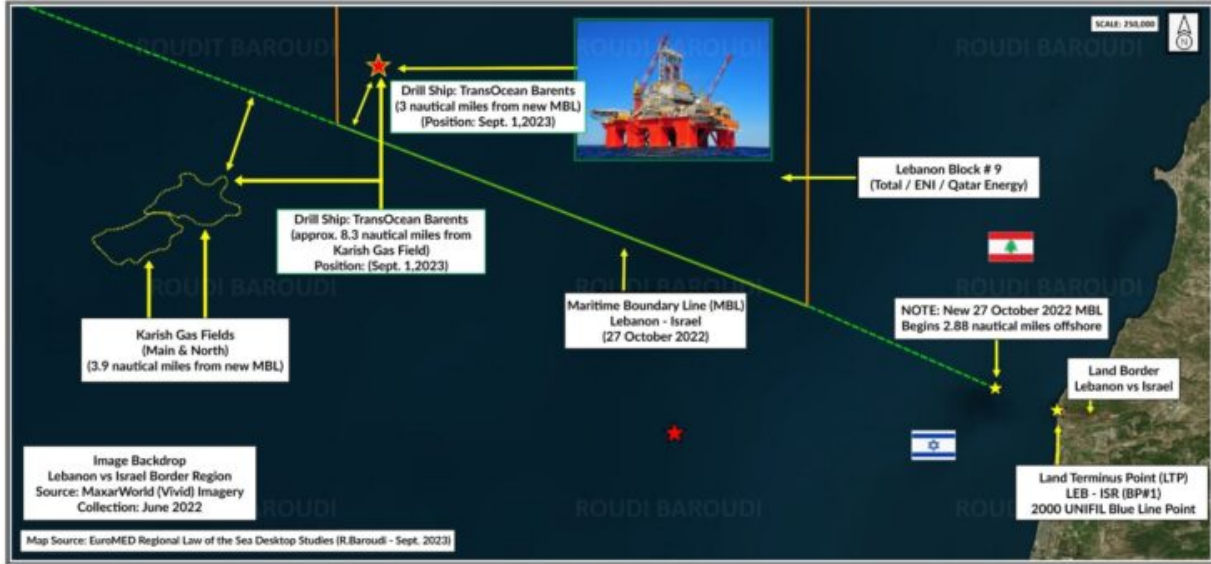 ROUDIT BAROUDI
ROUDI BAROUDI
ROUDI BAROUDI
SCALE: 250,000
N
Drill Ship: TransOcean Barents
(3 nautical miles from new MBL)
(Position: Sept. 1,2023)
Lebanon Block # 9
(Total / ENI / Qatar Energy)
Drill Ship: TransOcean Barents
(approx. 8.3 nautical miles from
Karish Gas Field)
Position: (Sept. 1,2023)
ROUDI BAROUDI
ROUDI BAROUDI
ROUDI BAROUDI
Karish Gas Fields
(Main & North)
(3.9 nautical miles from new MBL)
Maritime Boundary Line (MBL)
Lebanon - Israel
(27 October 2022)
NOTE: New 27 October 2022 MBL
Begins 2.88 nautical miles offshore
Land Border
Lebanon vs Israel
Image Backdrop
Lebanon vs Israel Border Region
Source: MaxarWorld (Vivid) Imagery
Collection: June 2022
Land Terminus Point (LTP)
LEB - ISR (BP#1)
2000 UNIFIL Blue Line Point
ROUDI BAROUDI
ROUDI BAROUDI
ROUDI BAROUDI
Map Source: EuroMED Regional Law of the Sea Desktop Studies (R.Baroudi - Sept. 2023)